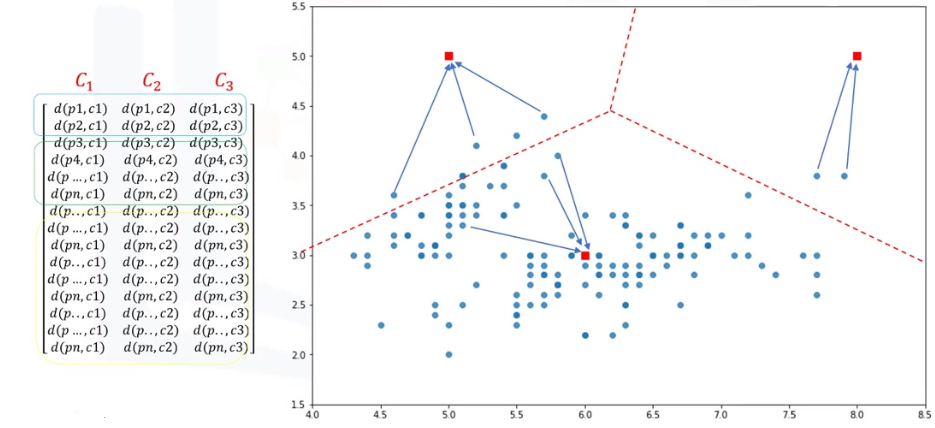 C1 C2 C3
d(p1,c1) d(p1,c2) d(p1,c3)
d(p2,c1) d(p2,c2) d(p2,c3)
d(p3,c1) d(p3,c2) d(p3,c3)
d(p4,c1) d(p4,c2) d(p4,c3)
d(p …,c1) d(p..,c2) d(p..,c3)
d(pn,c1) d(pn,c2) d(pn,c3)
d(p..,c1) d(p..,c2) d(p..,c3)
d(p …,c1) d(p..,c2) d(p..,c3)
d(pn,c1) d(pn,c2) d(pn,c3)
d(p..,c1) d(p..,c2) d(p..,c3)
d(p …,c1) d(p..,c2) d(p..,c3)
d(pn,c1) d(pn,c2) d(pn,c3)
d(p..,c1) d(p..,c2) d(p..,c3)
d(p …,c1) d(p..,c2) d(p..,c3)
d(pn,c1) d(pn,c2) d(pn,c3)
5.5
5.0
4.5
4.0
3.5
3.0
2.5
2.0
1.5
4.0 4.5 5.0 5.5 6.0 6.5 7.0 7.5 8.0 8.5